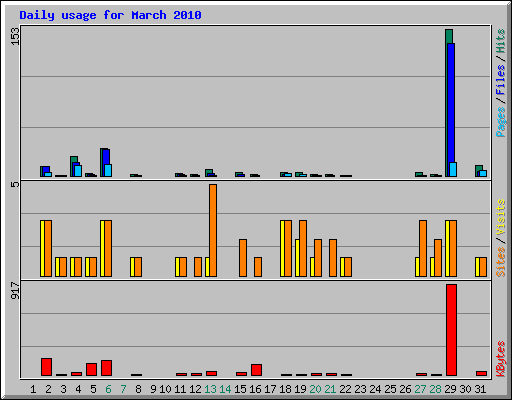 Daily usage for March 2010
153
Pages / Files / Hits
5
Sites / Visits
917
KBytes
1 2 3 4 5 6 7 8 9 10 11 12 13 14 15 16 17 18 19 20 21 22 23 24 25 26 27 28 29 30 31